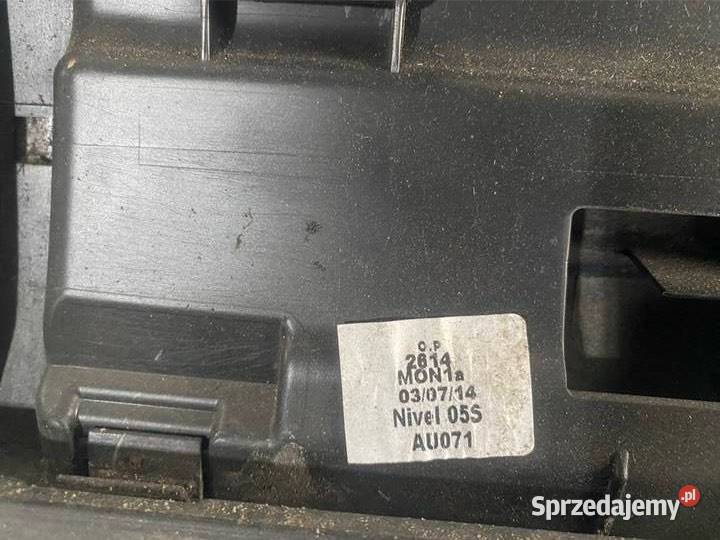 O.P
2614
MON1a
03/07/14
Nivel 05S
AU071
Sprzedajemy.pl